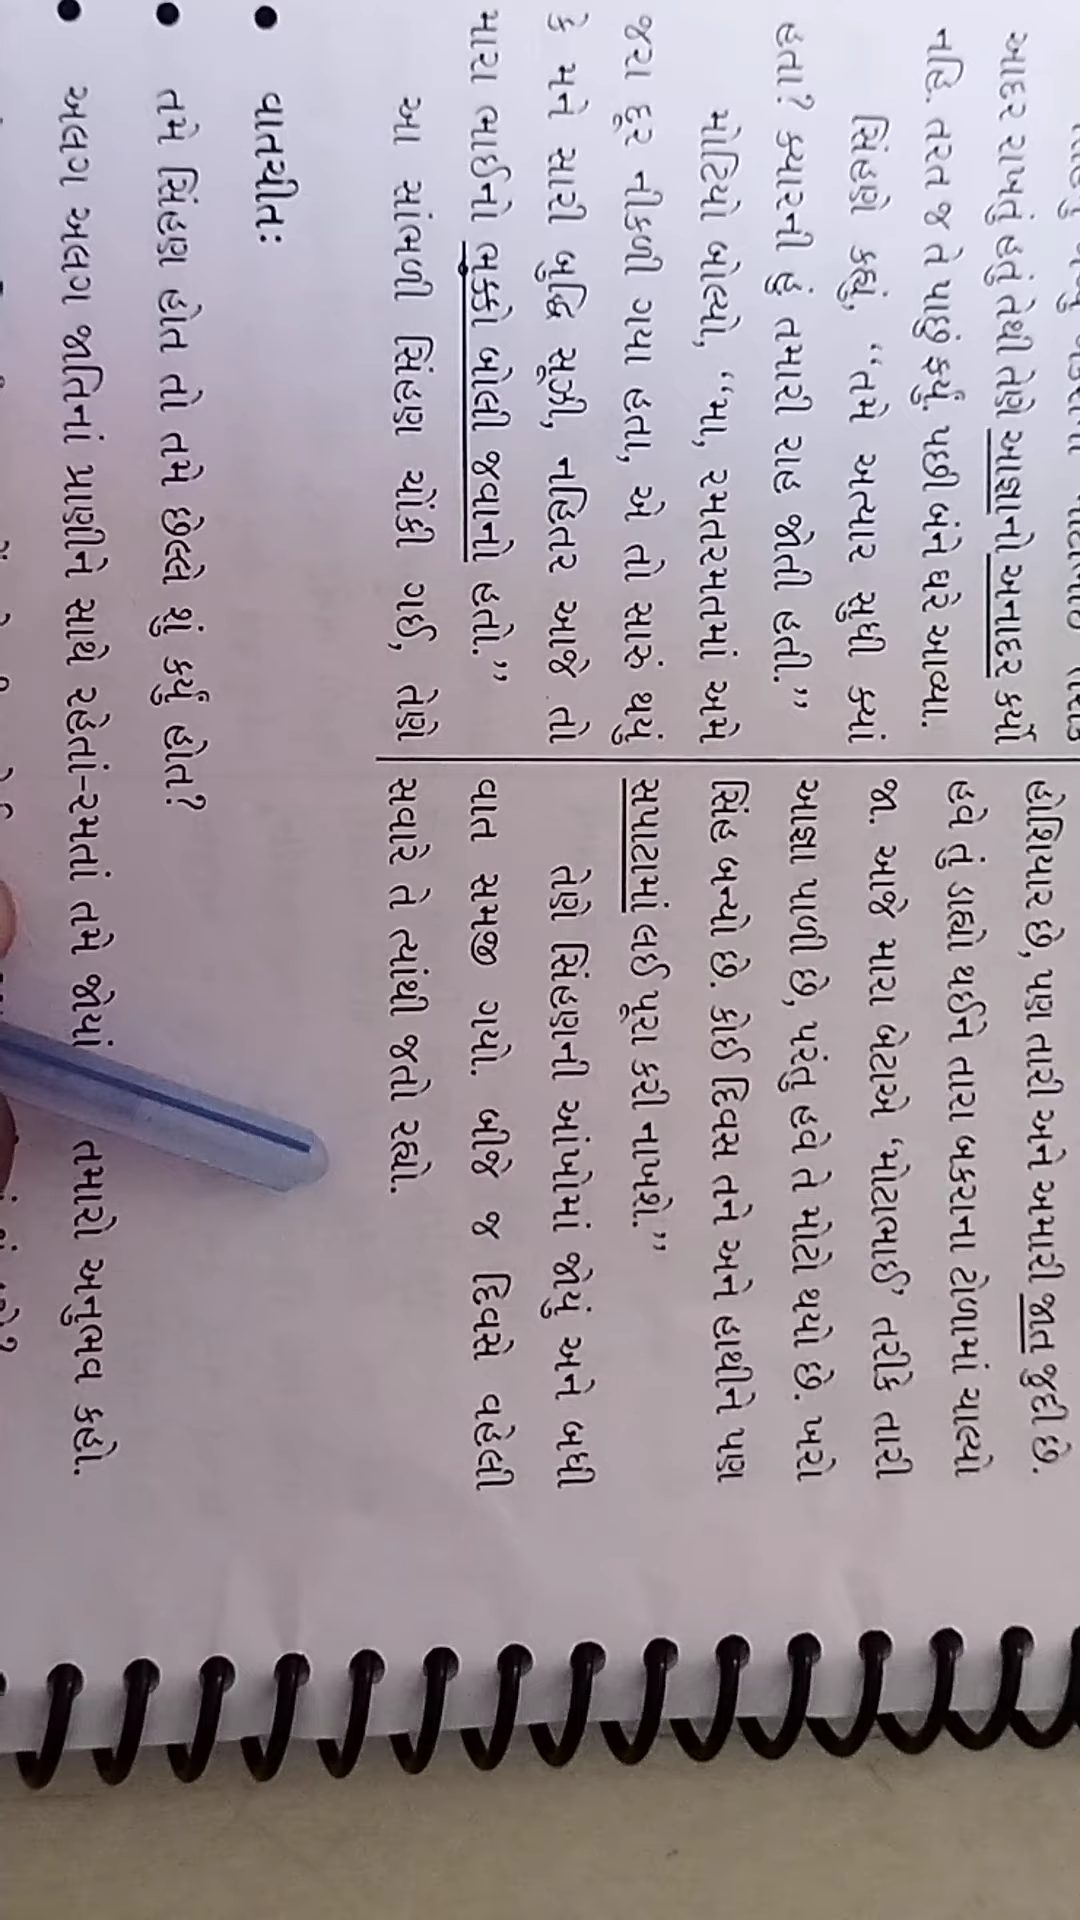 આદર રાખતું હતું તેથી તેણે આજ્ઞાનો અનાદર કર્યો
નહિ. તરત જ તે પાછું ફર્યું. પછી બંને ઘરે આવ્યા.
સિંહણે કહ્યું, “તમે અત્યાર સુધી ક્યાં
હતા? ક્યારની હું તમારી રાહ જોતી હતી.”
મોટિયો બોલ્યો, “મા, રમતરમતમાં અમે
જરા દૂર નીકળી ગયા હતા, એ તો સારું થયું
કે મને સારી બુદ્ધિ સૂઝી, નહિતર આજે તો
મારા ભાઈનો ભુક્કો બોલી જવાનો હતો.”
આ સાંભળી સિંહણ ચોંકી ગઈ, તેણે
હોશિયાર છે, પણ તારી અને અમારી જાત જુદી છે.
હવે તું ડાહ્યો થઈને તારા બકરાના ટોળામાં ચાલ્યો
જા. આજે મારા બેટાએ ‘મોટાભાઈ’ તરીકે તારી
આજ્ઞા પાળી છે, પરંતુ હવે તે મોટો થયો છે. ખરો
સિંહ બન્યો છે. કોઈ દિવસ તને અને હાથીને પણ
સપાટામાં લઈ પૂરા કરી નાખશે.”
તેણે સિંહણની આંખોમાં જોયું અને બધી
વાત સમજી ગયો. બીજે જ દિવસે વહેલી
સવારે તે ત્યાંથી જતો રહ્યો.
• વાતચીત:
• તમે સિંહણ હોત તો તમે છેલ્લે શું કર્યું હોત?
• અલગ અલગ જાતિનાં પ્રાણીને સાથે રહેતાં-રમતાં તમે જોયાં તમારો અનુભવ કહો.